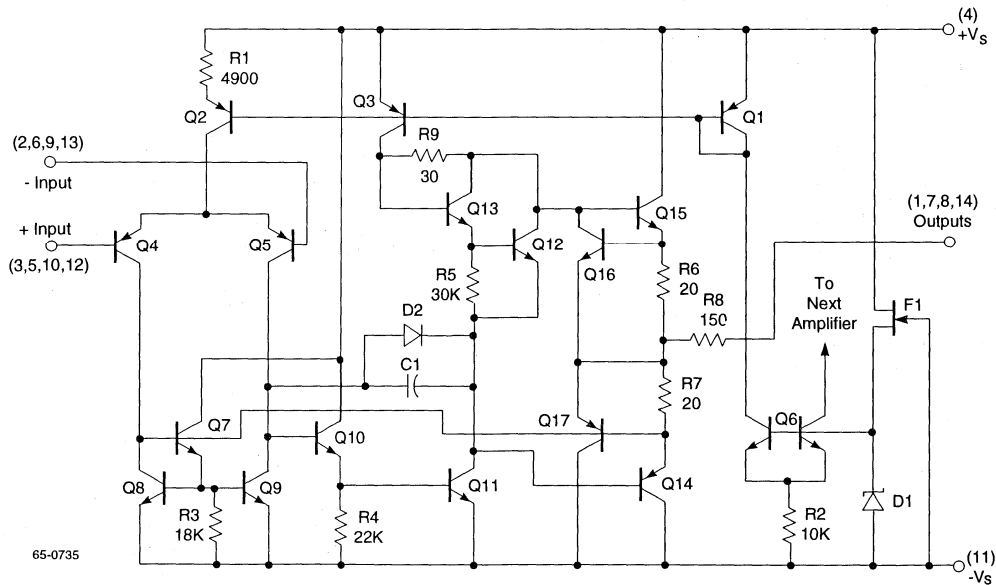 (4)
+Vs
R1
4900
Q2
Q3
Q1
R9
30
(2,6,9,13)
- Input
(1,7,8,14)
Outputs
Q13
Q15
+ Input
Q4
Q5
Q12
(3,5,10,12)
Q16
R5
30K
R6
20
To
Next
Amplifier
R8
150
D2
F1
C1
R7
20
Q7
Q10
Q17
Q6
Q8
Q9
Q11
Q14
D1
R3
18K
R4
22K
R2
10K
65-0735
(11)
-Vs